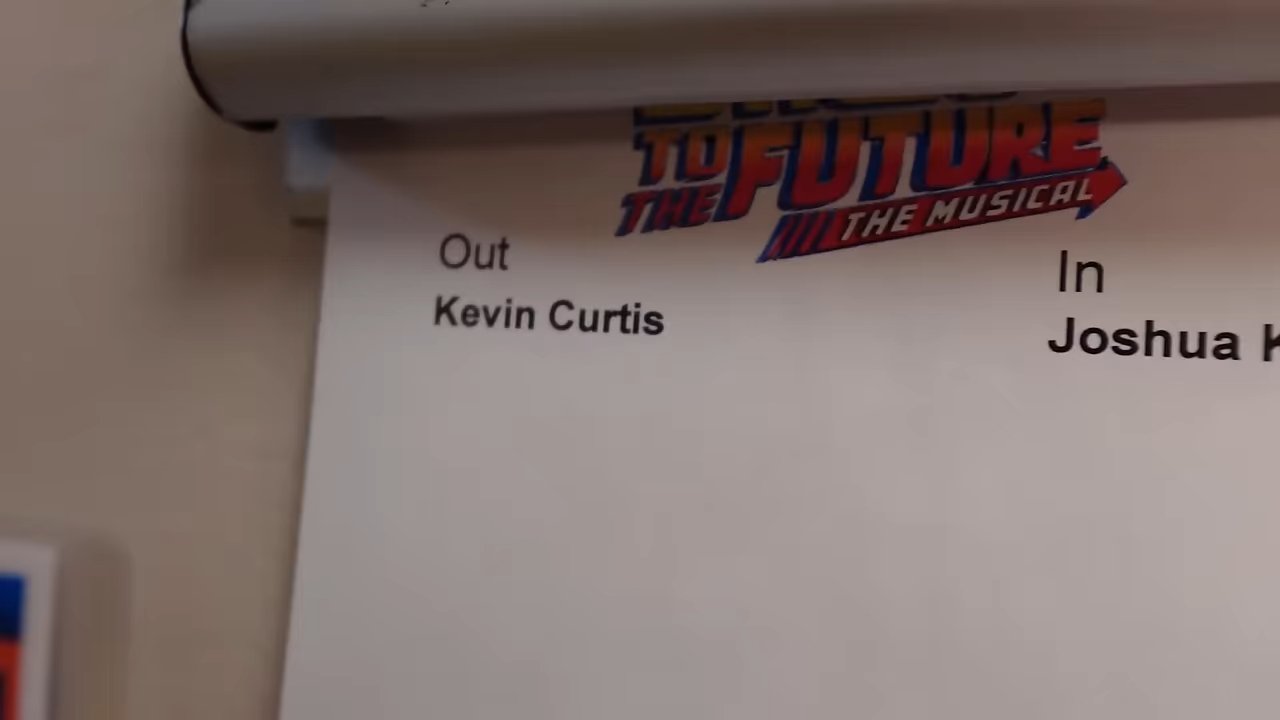 TO
THE FUTURE
THE MUSICAL
Out
In
Kevin Curtis
Joshua